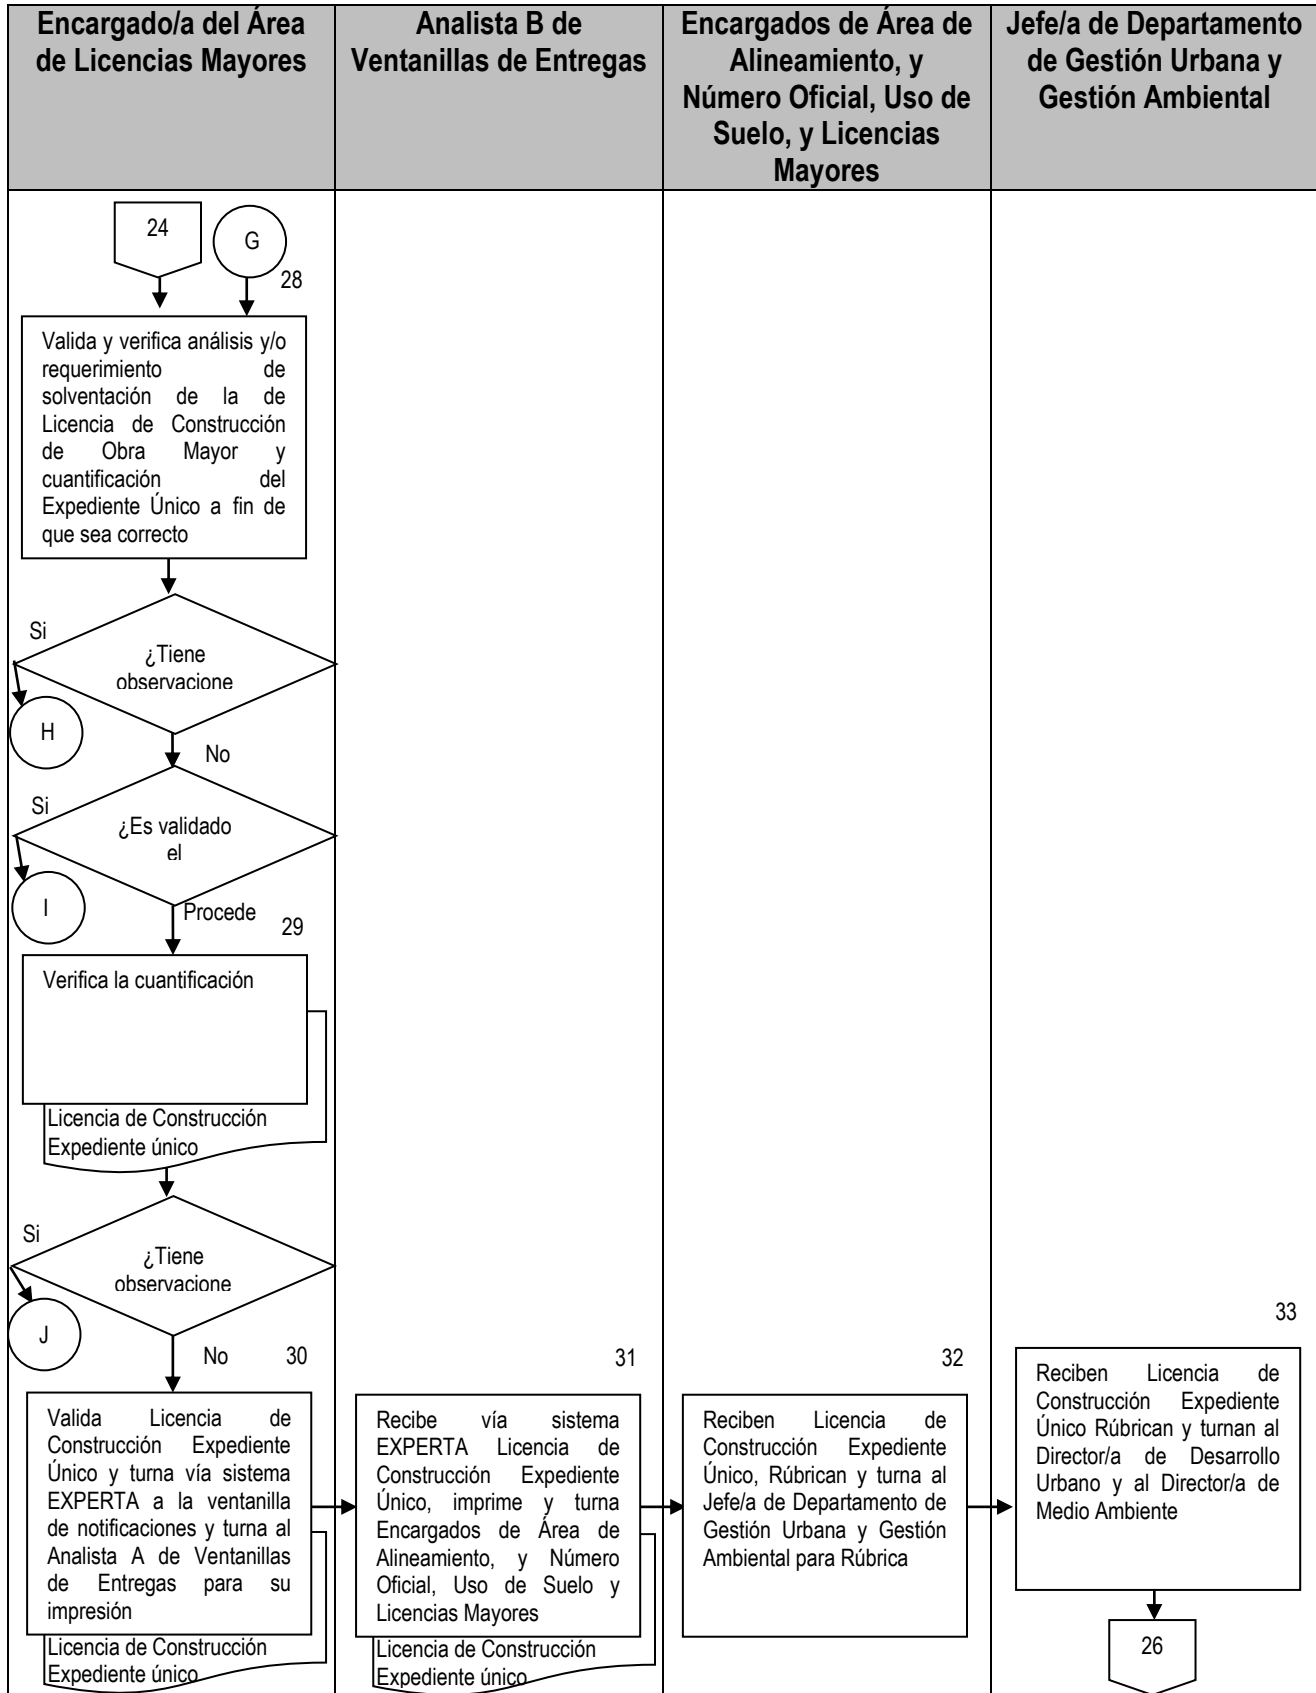 Encargado/a del Área
de Licencias Mayores
Analista B de
Ventanillas de Entregas
Encargados de Área de
Alineamiento, y
Número Oficial, Uso de
Suelo, y Licencias
Mayores
Jefe/a de Departamento
de Gestión Urbana y
Gestión Ambiental
24
G
28
Valida y verifica análisis y/o
requerimiento de
solventación de la de
Licencia de Construcción
de Obra Mayor y
cuantificación del
Expediente Único a fin de
que sea correcto
Si
¿Tiene
observacione
H
No
Si
¿Es validado
el
I
Procede
29
Verifica la cuantificación
Licencia de Construcción
Expediente único
Si
¿Tiene
observacione
J
No
30
Valida Licencia de
Construcción Expediente
Único y turna vía sistema
EXPERTA a la ventanilla
de notificaciones y turna al
Analista A de Ventanillas
de Entregas para su
impresión
Licencia de Construcción
Expediente único
31
Recibe vía sistema
EXPERTA Licencia de
Construcción Expediente
Único, imprime y turna
Encargados de Área de
Alineamiento, y Número
Oficial, Uso de Suelo y
Licencias Mayores
Licencia de Construcción
Expediente único
32
Reciben Licencia de
Construcción Expediente
Único, Rúbrican y turna al
Jefe/a de Departamento de
Gestión Urbana y Gestión
Ambiental para Rúbrica
33
Reciben Licencia de
Construcción Expediente
Único Rúbrican y turnan al
Director/a de Desarrollo
Urbano y al Director/a de
Medio Ambiente
26